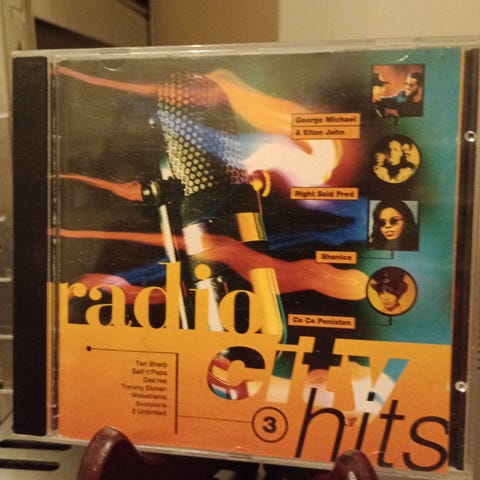 George Michael
& Elton John
Right Said Fred
Shanice
Ce Ce Peniston
radio
city
hits
3
Ten Sharp
Salt'n'Pepa
Des'ree
Tommy Ekman
Webstrarna
Scorpions
2 Unlimited